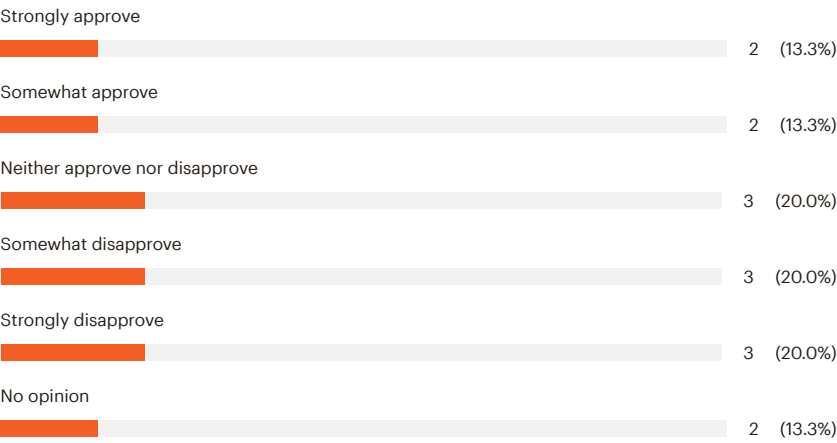 Strongly approve
2 (13.3%)
Somewhat approve
2 (13.3%)
Neither approve nor disapprove
3 (20.0%)
Somewhat disapprove
3 (20.0%)
Strongly disapprove
3 (20.0%)
No opinion
2 (13.3%)